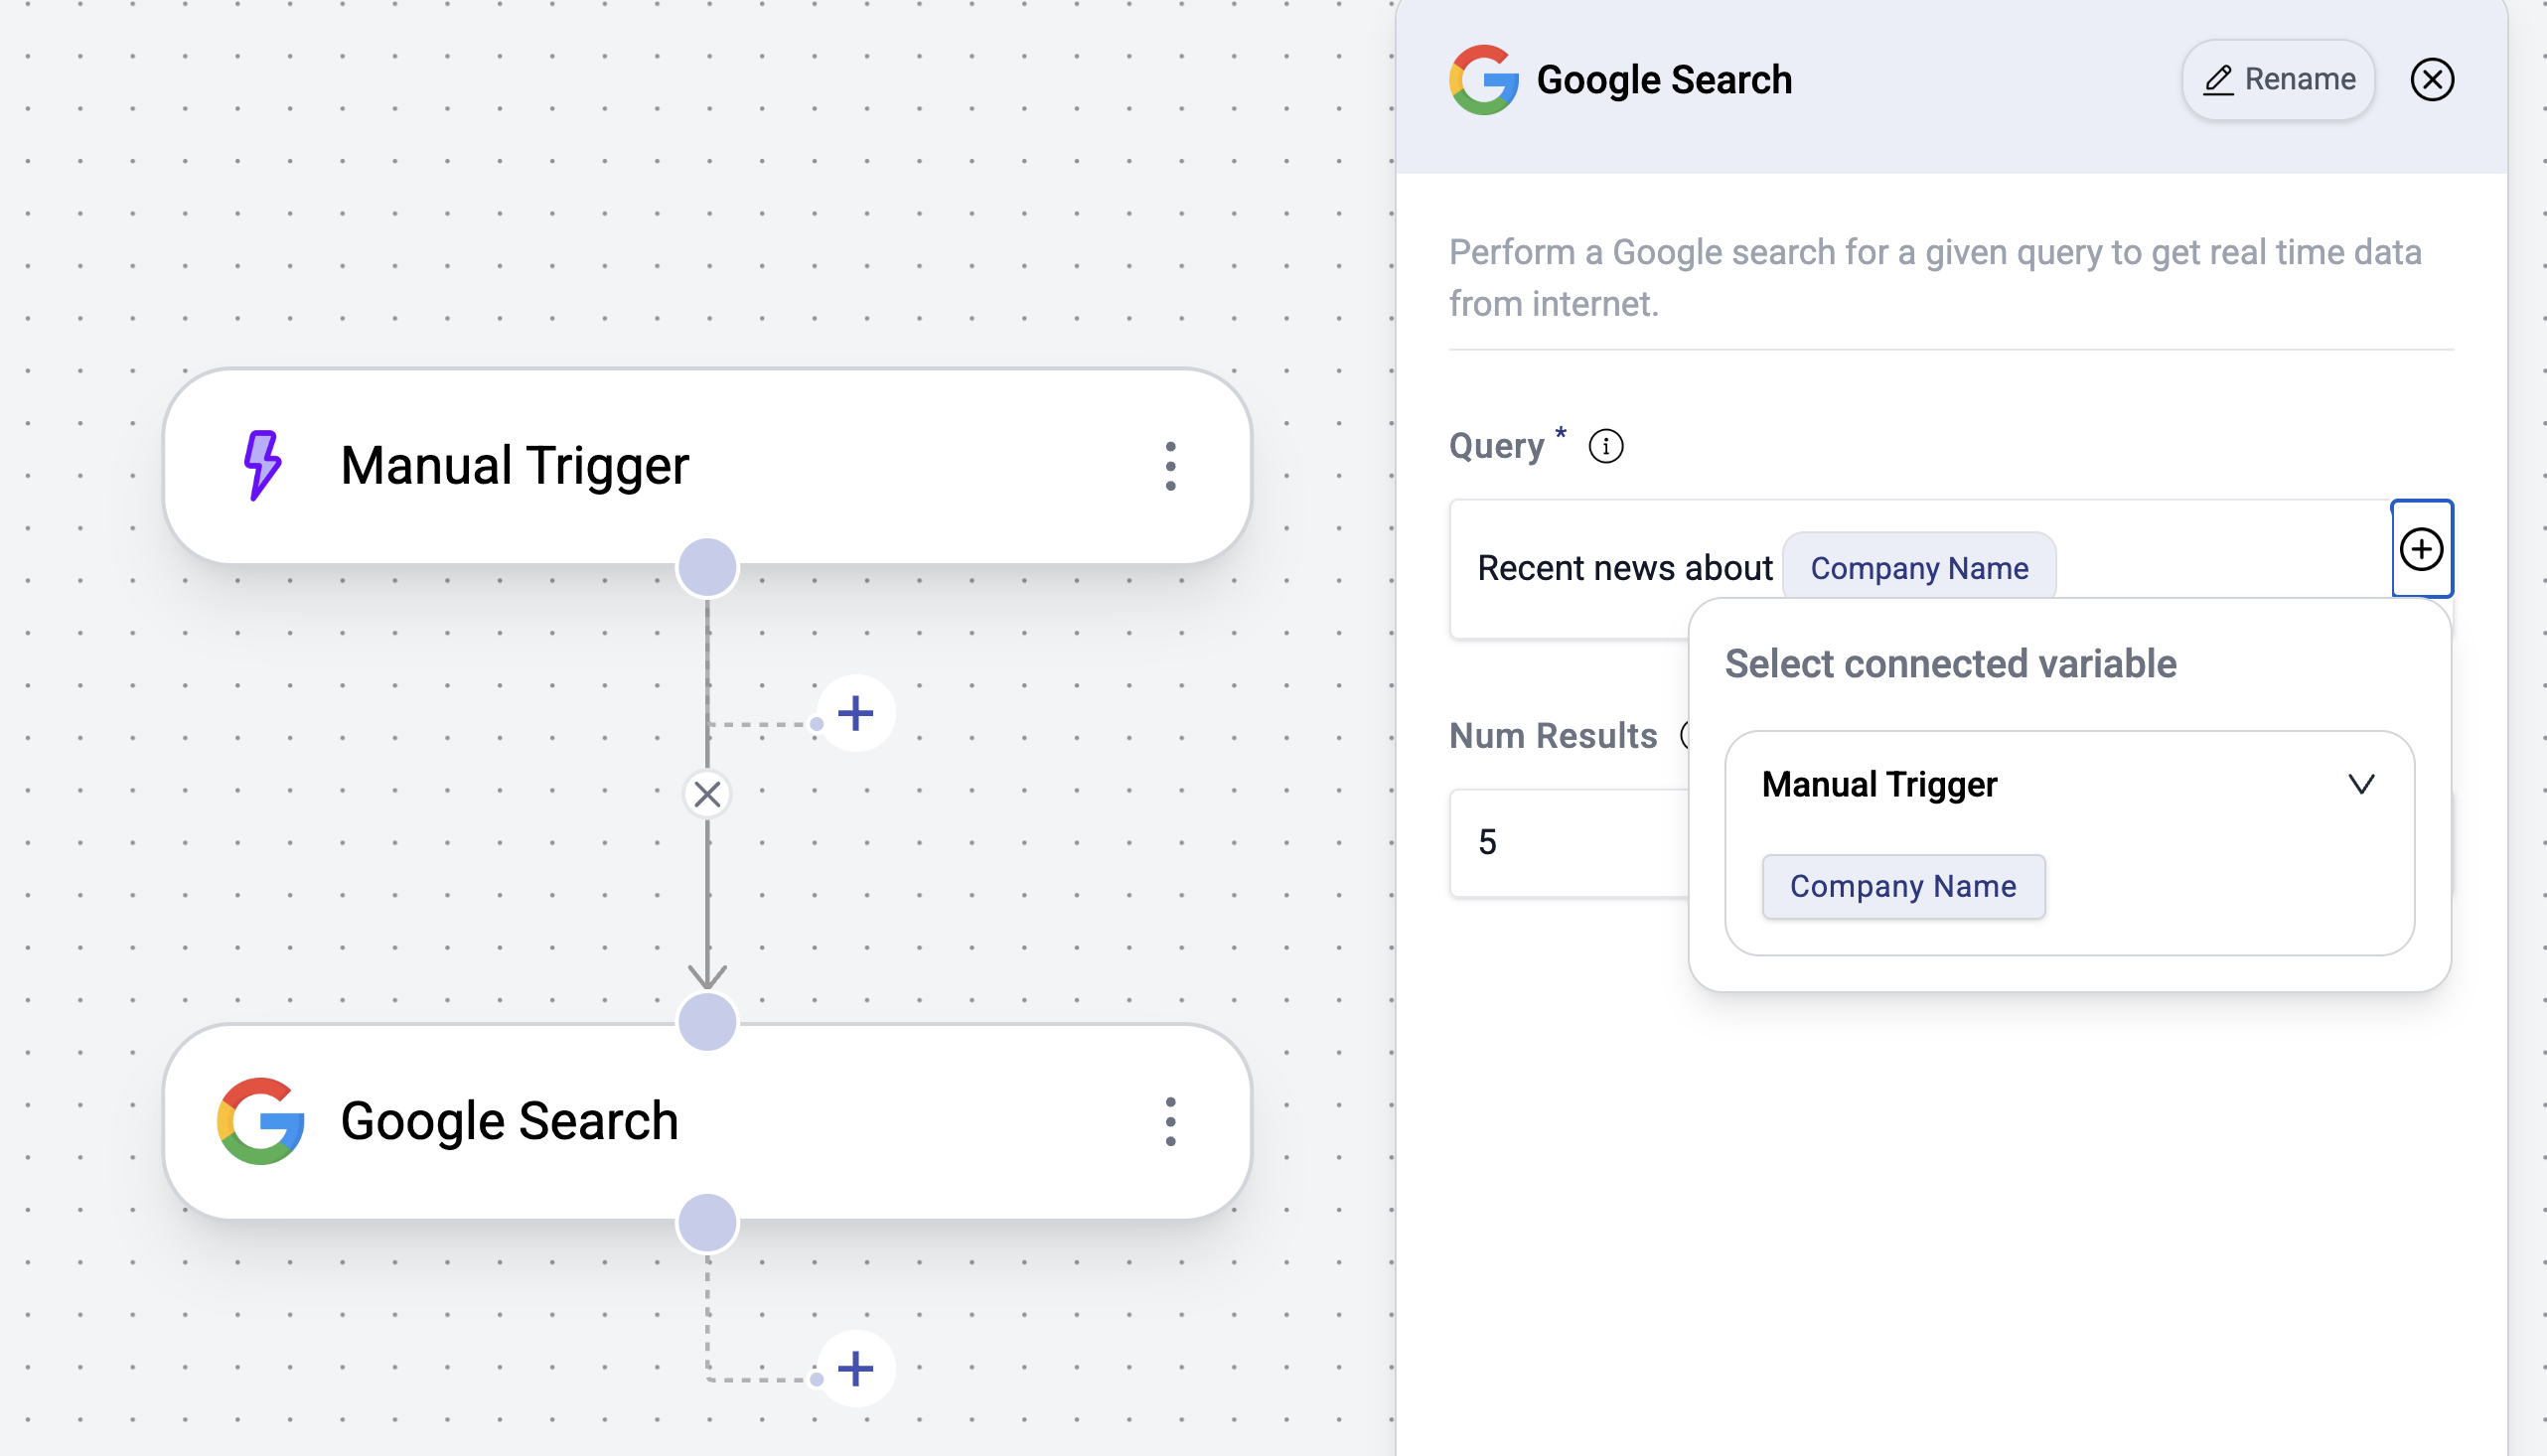 Manual Trigger
Google Search
Google Search
Rename
Perform a Google search for a given query to get real time data
from internet.
Query *
Recent news about Company Name
Select connected variable
Num Results
Manual Trigger
5
Company Name